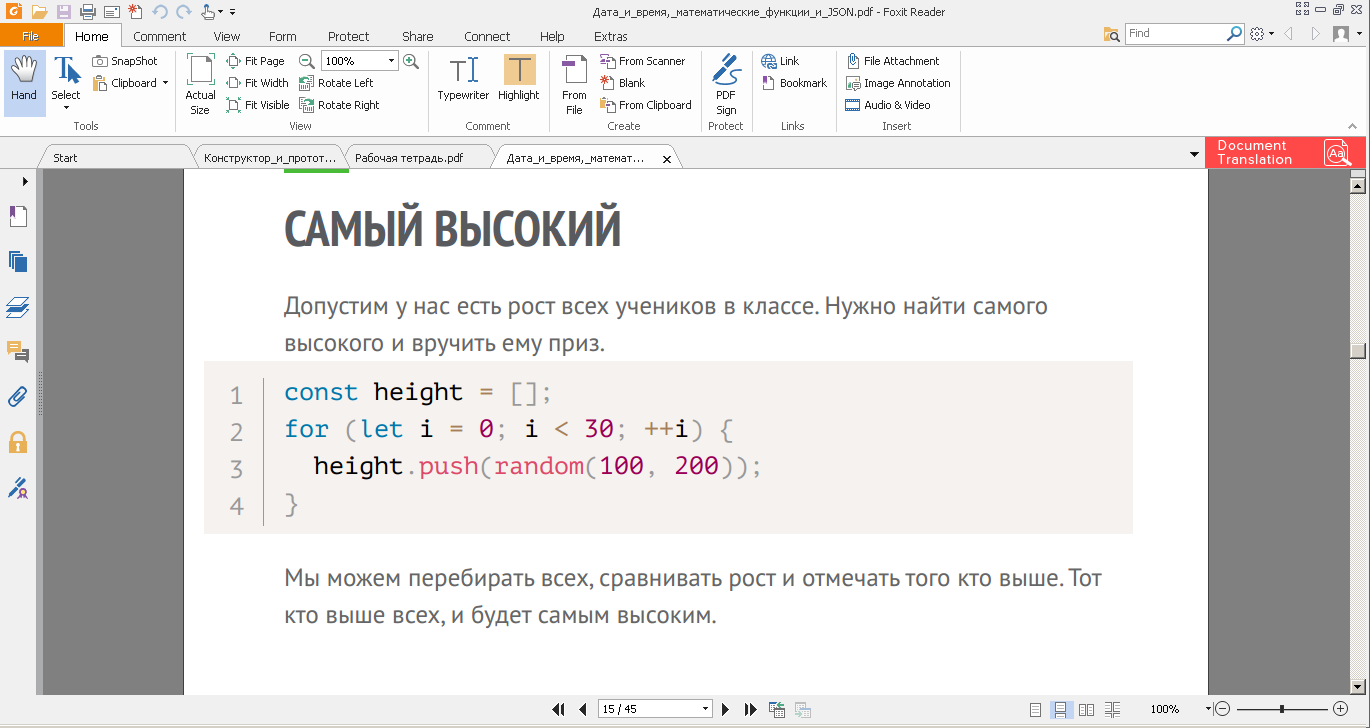 Дата_и_время,_математические_функции_и_JSON.pdf - Foxit Reader
File Home Comment View Form Protect Share Connect Help Extras Find
Hand
Select
SnapShot
Clipboard
Tools
Actual Size
Fit Page
Fit Width
Fit Visible
100%
Rotate Left
Rotate Right
View
Typewriter
Highlight
Comment
From File
From Scanner
Blank
From Clipboard
Create
PDF Sign
Protect
Link
Bookmark
Links
File Attachment
Image Annotation
Audio & Video
Insert
Start
Конструктор_и_протот...
Рабочая тетрадь.pdf
Дата_и_время,_математ...
Document
Translation
Aa
САМЫЙ ВЫСОКИЙ
Допустим у нас есть рост всех учеников в классе. Нужно найти самого
высокого и вручить ему приз.
1 const height = [];
2 for (let i = 0; i < 30; ++i) {
3 height.push(random(100, 200));
4 }
Мы можем перебирать всех, сравнивать рост и отмечать того кто выше. Тот
кто выше всех, и будет самым высоким.
15 / 45
100%